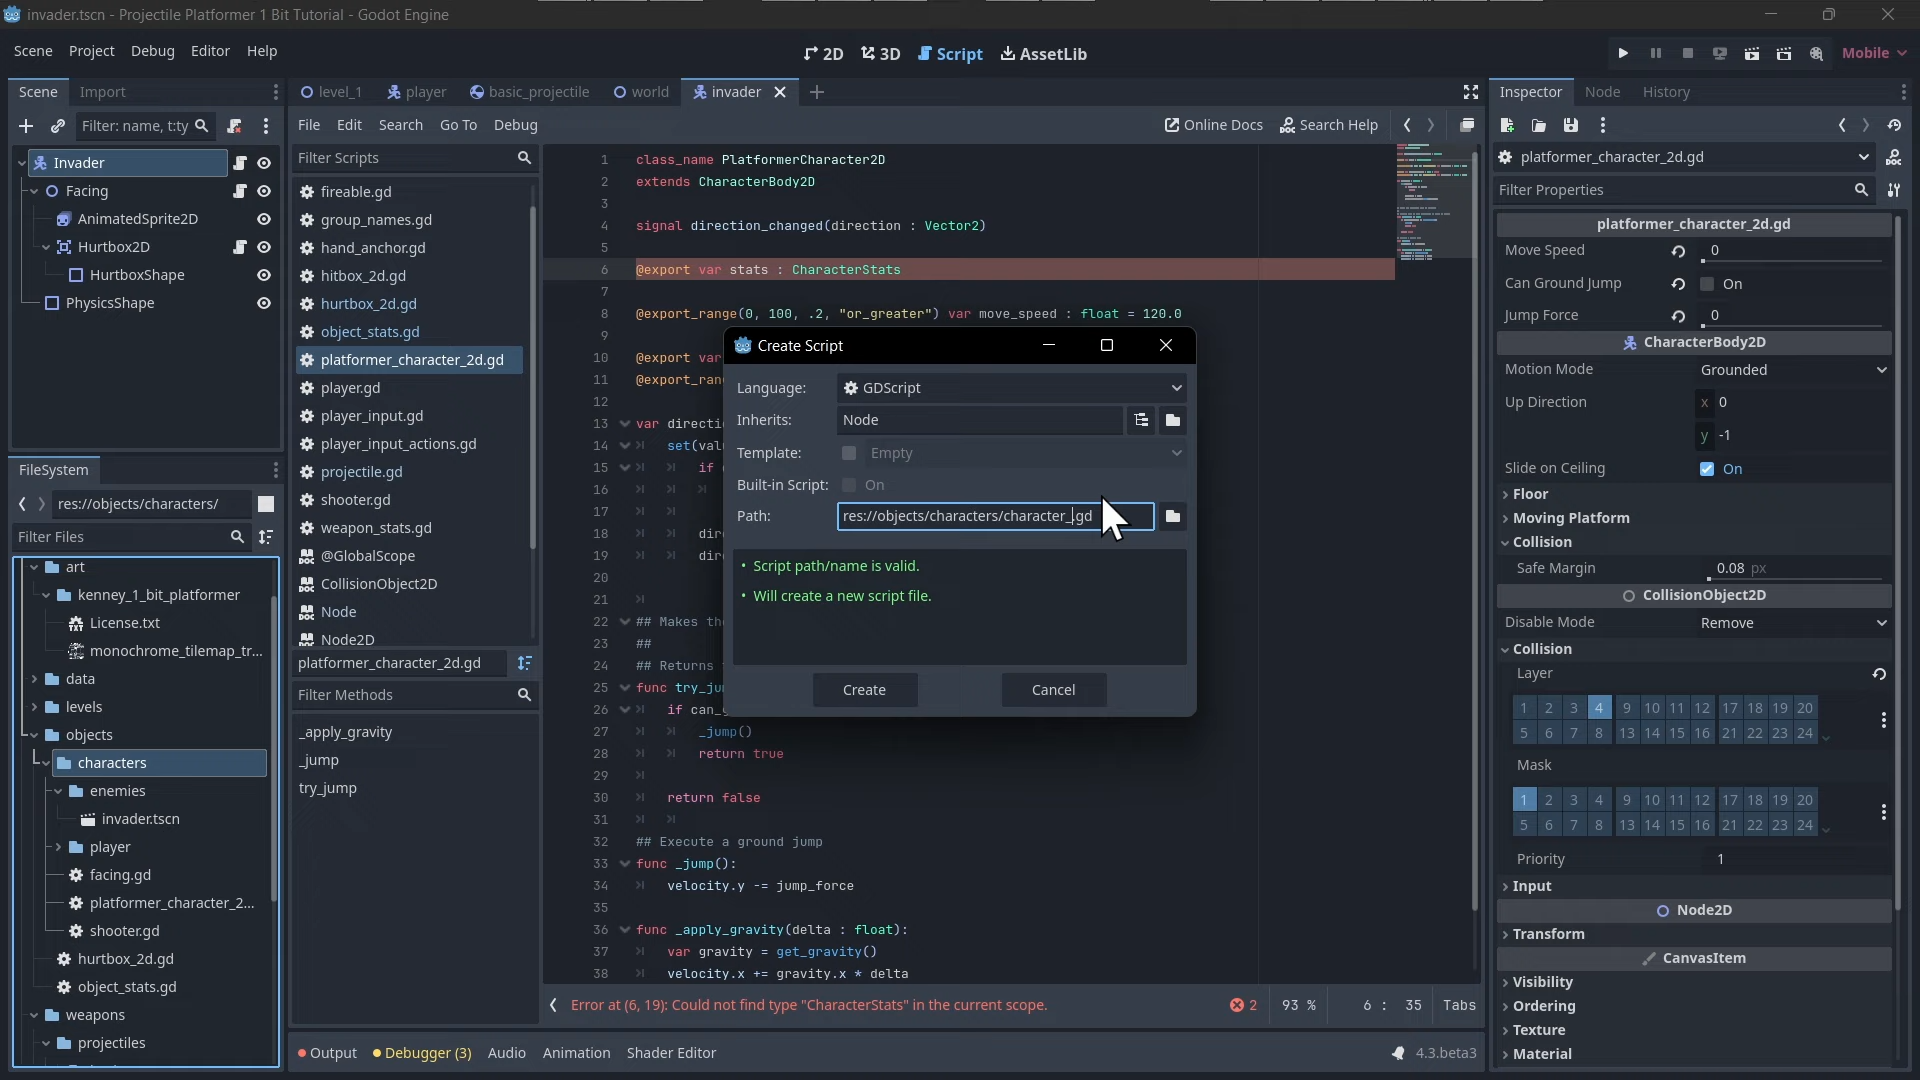 invader.tscn - Projectile Platformer 1 Bit Tutorial - Godot Engine
Scene Project Debug Editor Help
2D 3D Script AssetLib
Mobile
Scene Import
Filter: name, t:ty
Invader
Facing
AnimatedSprite2D
Hurtbox2D
HurtboxShape
PhysicsShape
FileSystem
res://objects/characters/
Filter Files
art
kenney_1_bit_platformer
License.txt
monochrome_tilemap_tr...
data
levels
objects
characters
enemies
invader.tscn
player
facing.gd
platformer_character_2...
shooter.gd
hurtbox_2d.gd
object_stats.gd
weapons
projectiles
level_1 player basic_projectile world invader
File Edit Search Go To Debug
Online Docs Search Help
Filter Scripts
fireable.gd
group_names.gd
hand_anchor.gd
hitbox_2d.gd
hurtbox_2d.gd
object_stats.gd
platformer_character_2d.gd
player.gd
player_input.gd
player_input_actions.gd
projectile.gd
shooter.gd
weapon_stats.gd
@GlobalScope
CollisionObject2D
Node
Node2D
platformer_character_2d.gd
Filter Methods
_apply_gravity
_jump
try_jump
1 class_name PlatformerCharacter2D
2 extends CharacterBody2D
3
4 signal direction_changed(direction : Vector2)
5
6 @export var stats : CharacterStats
7
8 @export_range(0, 100, .2, "or_greater") var move_speed : float = 120.0
9
10 @export var
11 @export_ran
12
13 var directi
14 set(valu
15 if
16
17
18 dir
19 dir
20
21
22 ## Makes th
23 ##
24 ## Returns
25 func try_ju
26 if can_
27 _jump()
28 return true
29
30 return false
31
32 ## Execute a ground jump
33 func _jump():
34 velocity.y -= jump_force
35
36 func _apply_gravity(delta : float):
37 var gravity = get_gravity()
38 velocity.x += gravity.x * delta
Error at (6, 19): Could not find type "CharacterStats" in the current scope.
2 93 % 6 : 35 Tabs
Create Script
Language: GDScript
Inherits: Node
Template: Empty
Built-in Script: On
Path: res://objects/characters/character_.gd
• Script path/name is valid.
• Will create a new script file.
Create Cancel
Output Debugger (3) Audio Animation Shader Editor
4.3.beta3
Inspector Node History
platformer_character_2d.gd
Filter Properties
platformer_character_2d.gd
Move Speed 0
Can Ground Jump On
Jump Force 0
CharacterBody2D
Motion Mode Grounded
Up Direction x 0
y -1
Slide on Ceiling On
Floor
Moving Platform
Collision
Safe Margin 0.08 px
CollisionObject2D
Disable Mode Remove
Collision
Layer
1 2 3 4 9 10 11 12 17 18 19 20
5 6 7 8 13 14 15 16 21 22 23 24
Mask
1 2 3 4 9 10 11 12 17 18 19 20
5 6 7 8 13 14 15 16 21 22 23 24
Priority 1
Input
Node2D
Transform
CanvasItem
Visibility
Ordering
Texture
Material